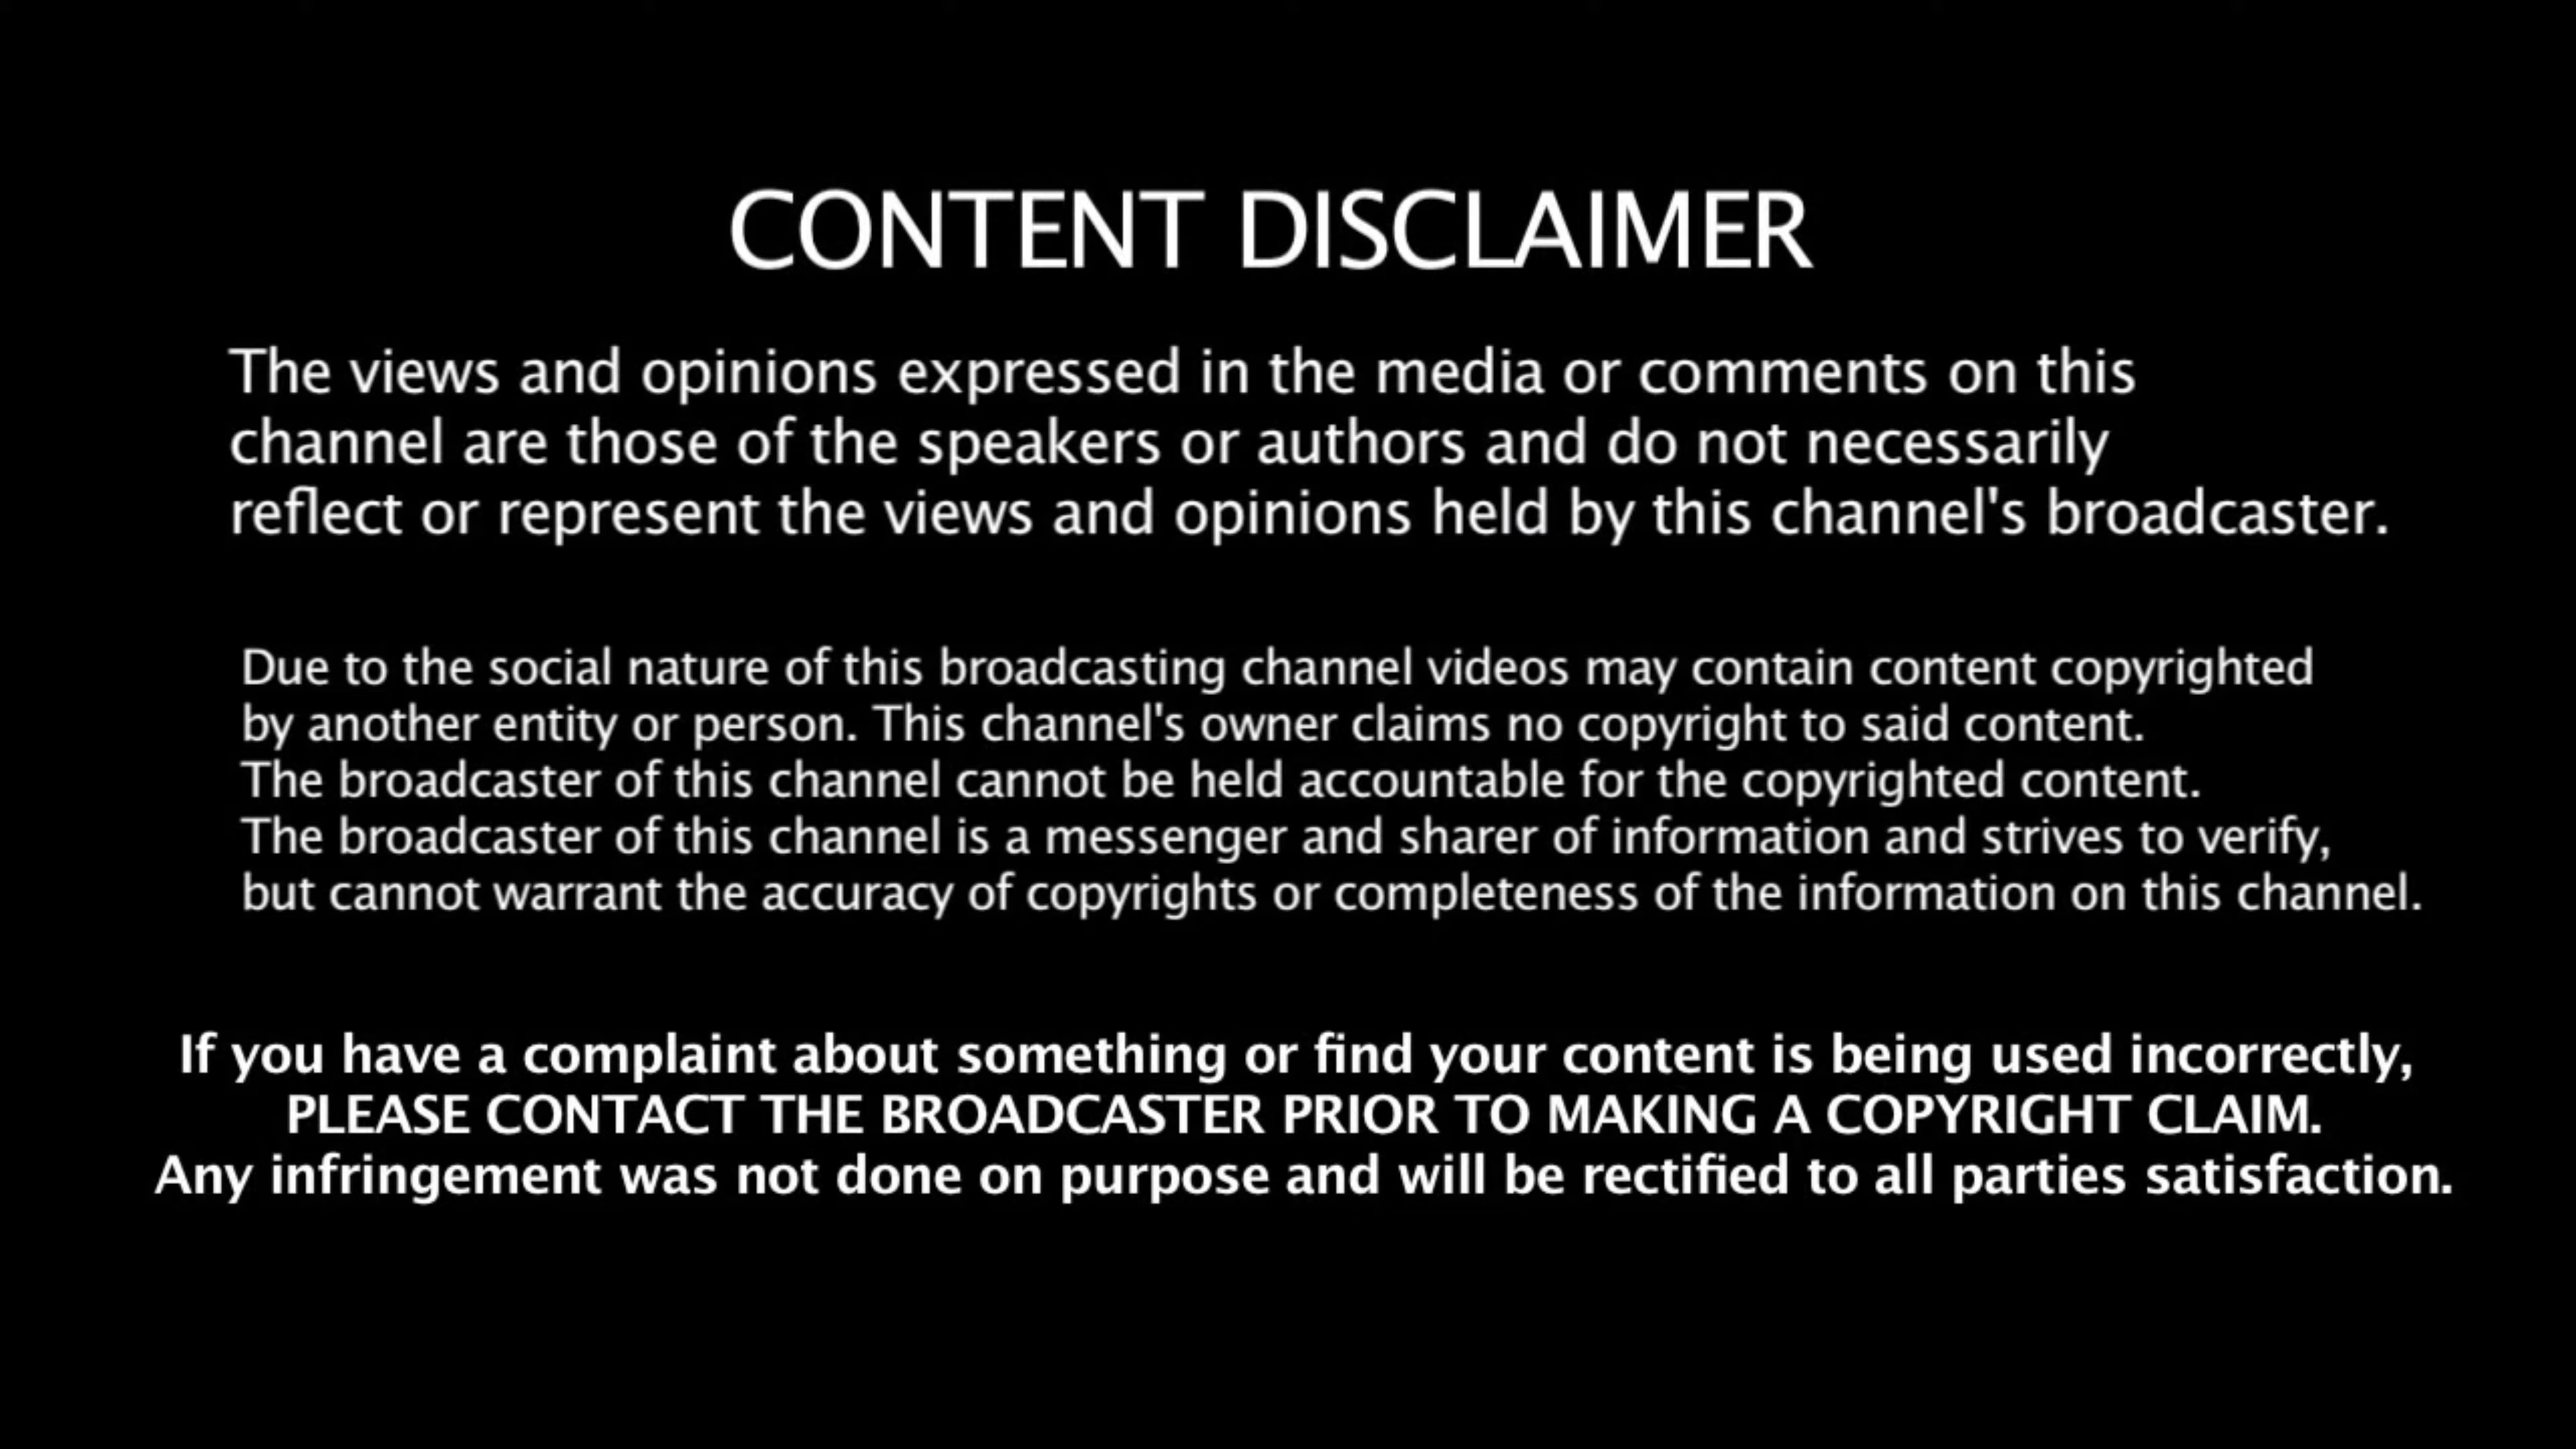 CONTENT DISCLAIMER
The views and opinions expressed in the media or comments on this
channel are those of the speakers or authors and do not necessarily
reflect or represent the views and opinions held by this channel's broadcaster.
Due to the social nature of this broadcasting channel videos may contain content copyrighted
by another entity or person. This channel's owner claims no copyright to said content.
The broadcaster of this channel cannot be held accountable for the copyrighted content.
The broadcaster of this channel is a messenger and sharer of information and strives to verify,
but cannot warrant the accuracy of copyrights or completeness of the information on this channel.
If you have a complaint about something or find your content is being used incorrectly,
PLEASE CONTACT THE BROADCASTER PRIOR TO MAKING A COPYRIGHT CLAIM.
Any infringement was not done on purpose and will be rectified to all parties satisfaction.